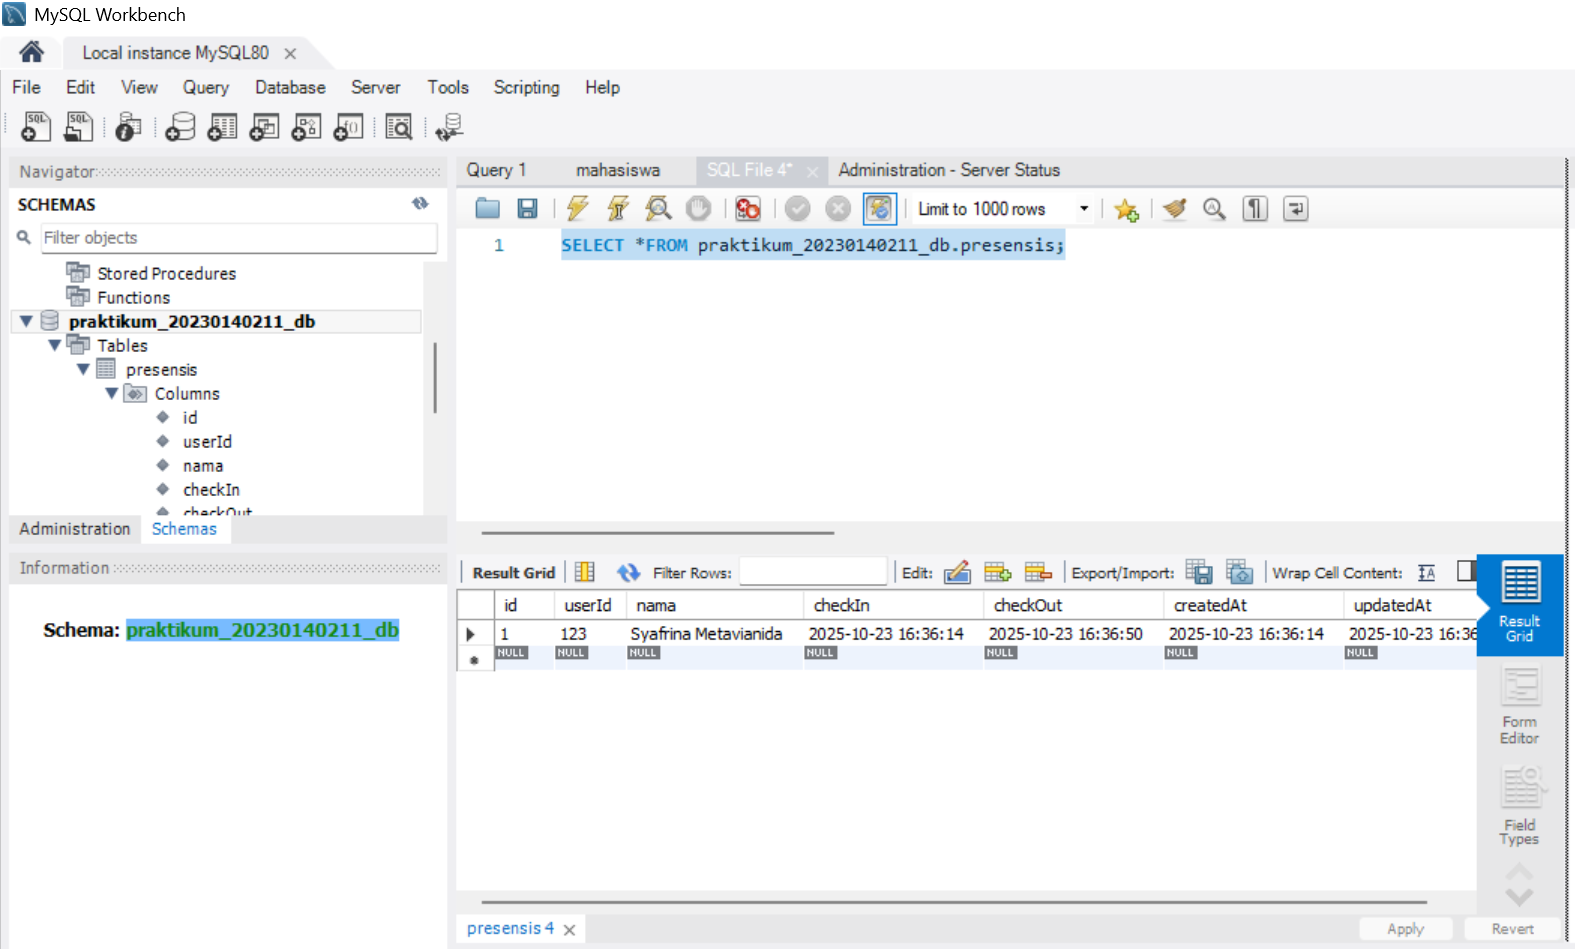 MySQL Workbench
Local instance MySQL80
File Edit View Query Database Server Tools Scripting Help
Navigator
SCHEMAS
Filter objects
Stored Procedures
Functions
praktikum_20230140211_db
Tables
presensis
Columns
id
userId
nama
checkIn
checkOut
Administration Schemas
Information
Schema: praktikum_20230140211_db
Query 1 mahasiswa SQL File 4* Administration - Server Status
Limit to 1000 rows
1 SELECT *FROM praktikum_20230140211_db.presensis;
Result Grid Filter Rows: Edit: Export/Import: Wrap Cell Content:
id userId nama checkIn checkOut createdAt updatedAt
1 123 Syafrina Metavianida 2025-10-23 16:36:14 2025-10-23 16:36:50 2025-10-23 16:36:14 2025-10-23 16:36
NULL NULL NULL NULL NULL NULL NULL
Result
Grid
Form
Editor
Field
Types
presensis 4
Apply Revert